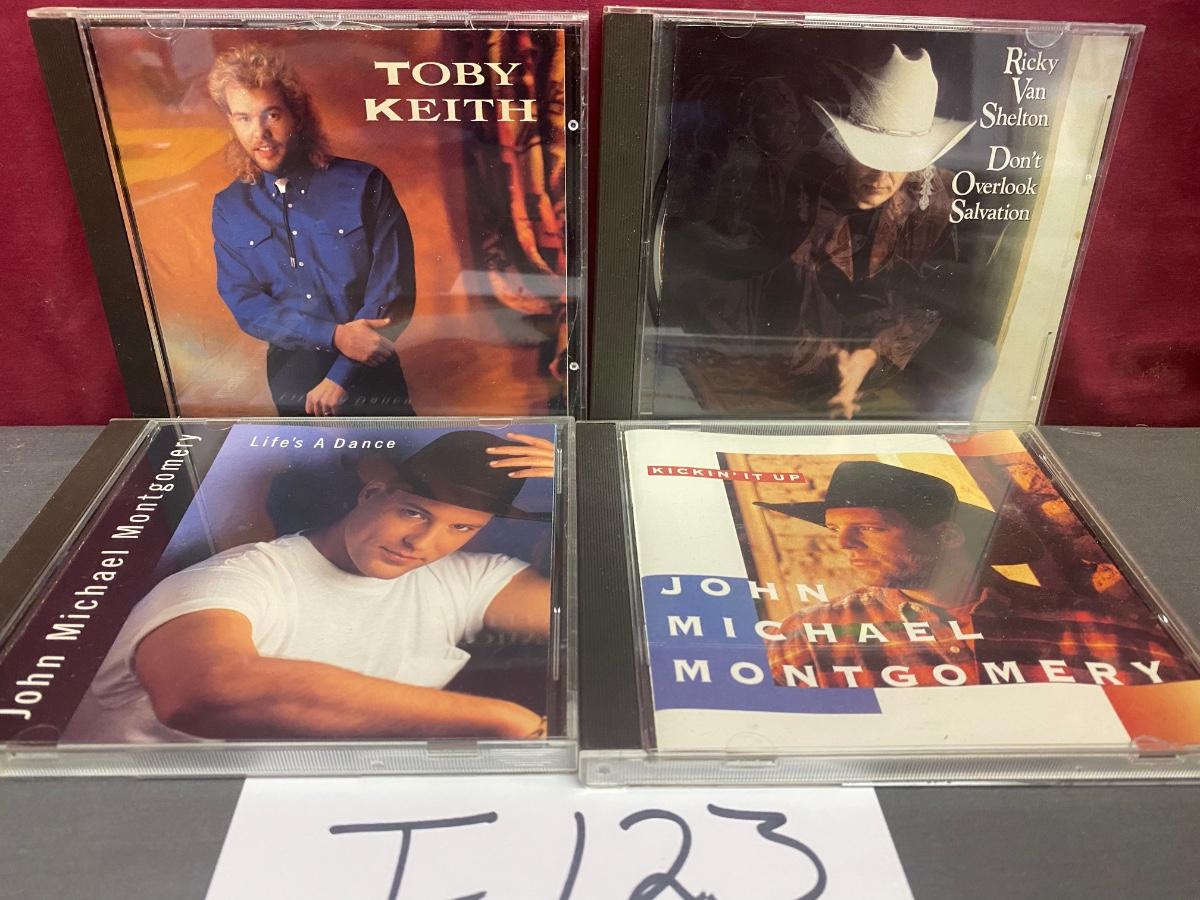 TOBY
KEITH
Ricky
Van
Shelton
Don't
Overlook
Salvation
John Michael Montgomery
Life's A Dance
KICKIN' IT UP
JOHN
MICHAEL
MONTGOMERY